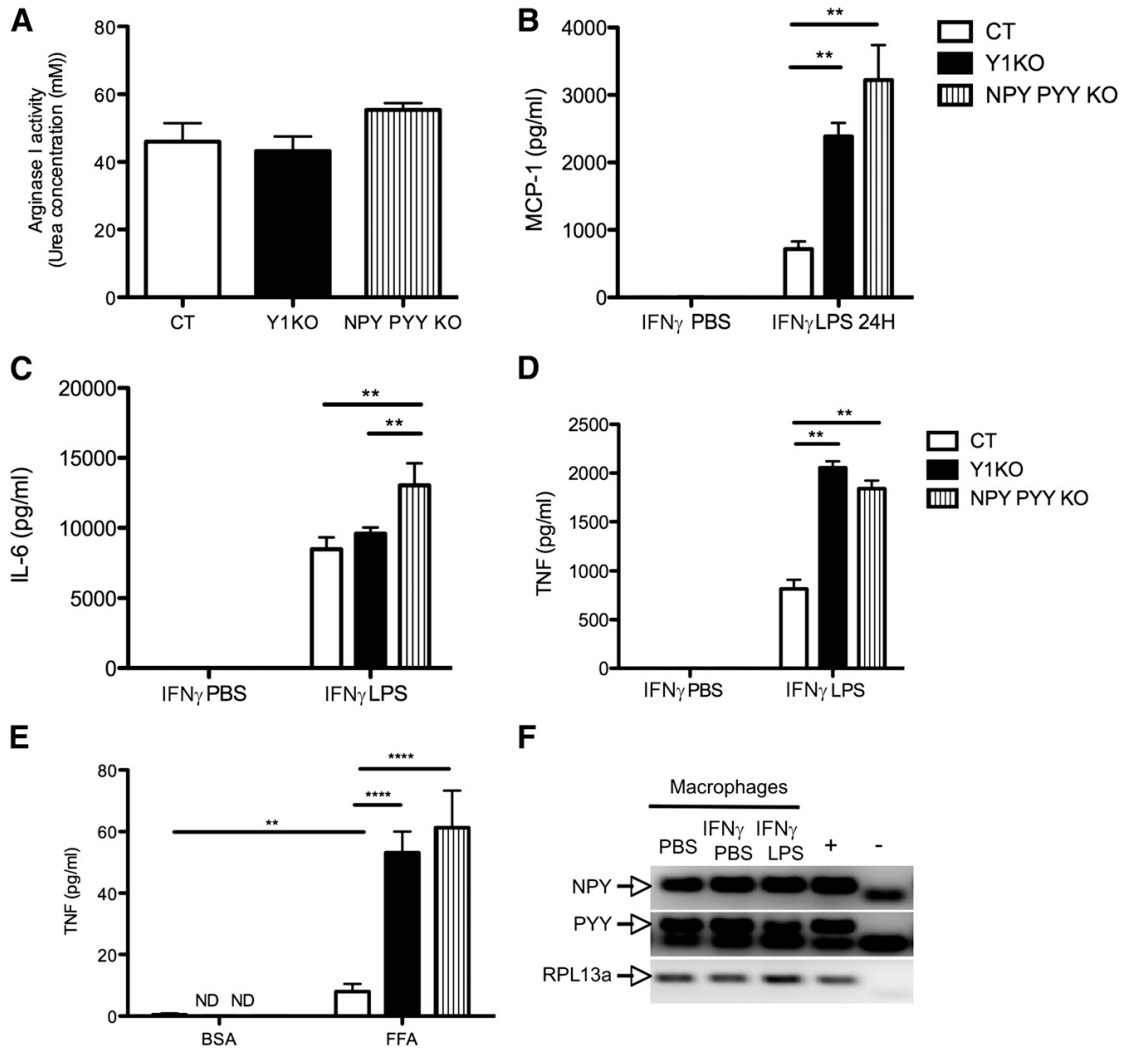 A
Arginase I activity
(Urea concentration (mM))
80
60
40
20
0
CT
Y1KO
NPY PYY KO
B
MCP-1 (pg/ml)
4000
3000
2000
1000
0
**
**
IFNγ PBS
IFNγ LPS 24H
CT
Y1KO
NPY PYY KO
C
IL-6 (pg/ml)
20000
15000
10000
5000
0
**
**
IFNγ PBS
IFNγ LPS
D
TNF (pg/ml)
2500
2000
1500
1000
500
0
**
**
IFNγ PBS
IFNγ LPS
CT
Y1KO
NPY PYY KO
E
TNF (pg/ml)
80
60
40
20
0
****
****
**
ND ND
BSA
FFA
F
Macrophages
PBS
IFNγ PBS
IFNγ LPS
+
-
NPY
PYY
RPL13a